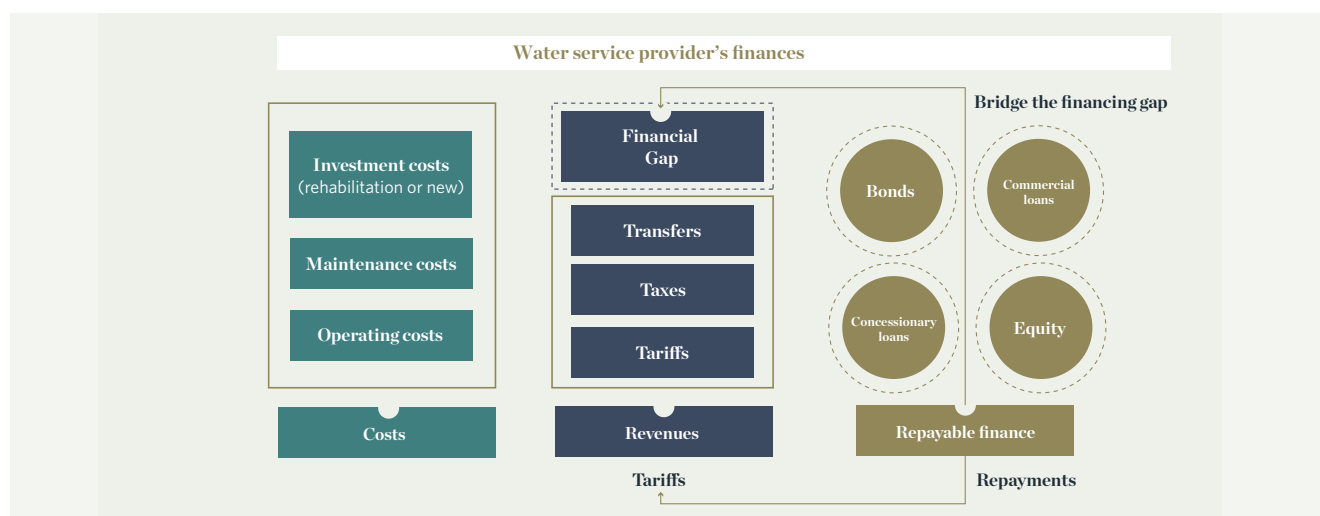 Water service provider’s finances
Investment costs
(rehabilitation or new)
Maintenance costs
Operating costs
Costs
Financial
Gap
Transfers
Taxes
Tariffs
Revenues
Tariffs
Bridge the financing gap
Bonds
Commercial
loans
Concessionary
loans
Equity
Repayable finance
Repayments